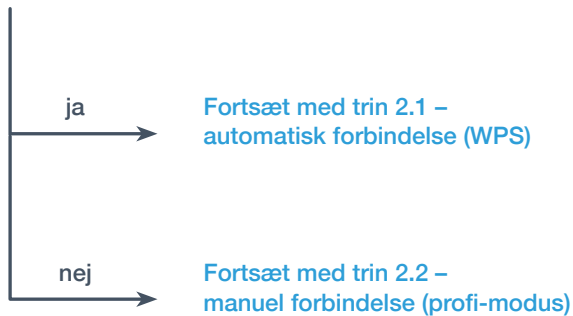 ja
Fortsæt med trin 2.1 –
automatisk forbindelse (WPS)
nej
Fortsæt med trin 2.2 –
manuel forbindelse (profi-modus)